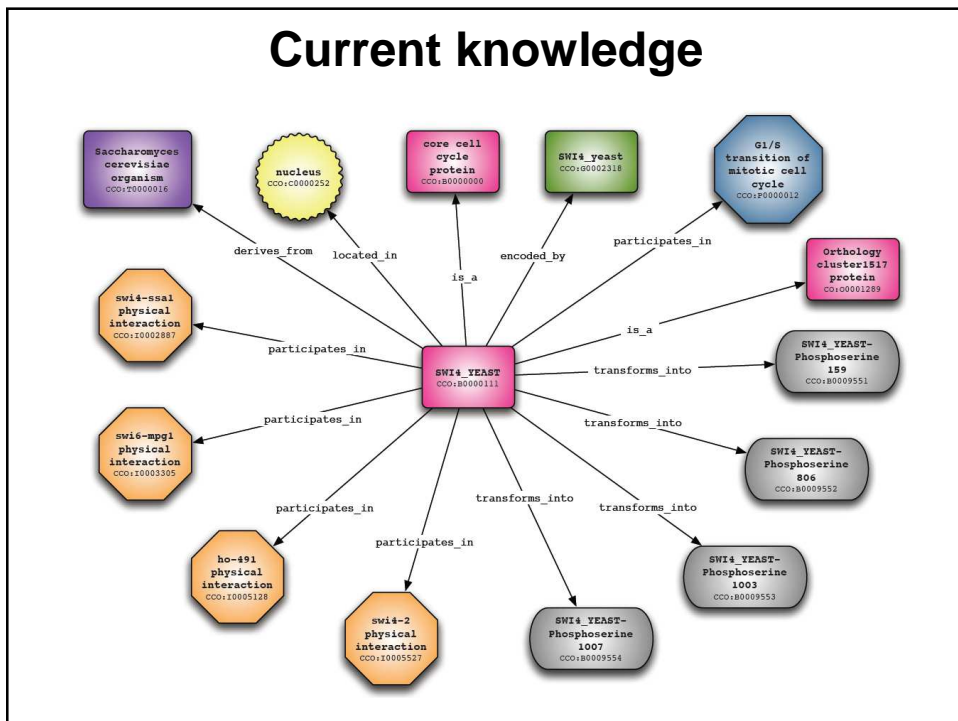 Current knowledge
Saccharomyces
cerevisiae
organism
CCO:T0000016
nucleus
CCO:C0000252
core cell
cycle
protein
CCO:B0000000
SWI4_yeast
CCO:G0002318
G1/S
transition of
mitotic cell
cycle
CCO:P0000012
derives_from
located_in
is_a
encoded_by
participates_in
Orthology
cluster1517
protein
CO:O0001289
is_a
swi4-ssa1
physical
interaction
CCO:I0002887
participates_in
SWI4_YEAST
CCO:B0000111
transforms_into
SWI4_YEAST-
Phosphoserine
159
CCO:B0009551
swi6-mpg1
physical
interaction
CCO:I0003305
participates_in
transforms_into
SWI4_YEAST-
Phosphoserine
806
CCO:B0009552
participates_in
transforms_into
transforms_into
ho-491
physical
interaction
CCO:I0005128
participates_in
SWI4_YEAST-
Phosphoserine
1003
CCO:B0009553
swi4-2
physical
interaction
CCO:I0005527
SWI4_YEAST-
Phosphoserine
1007
CCO:B0009554